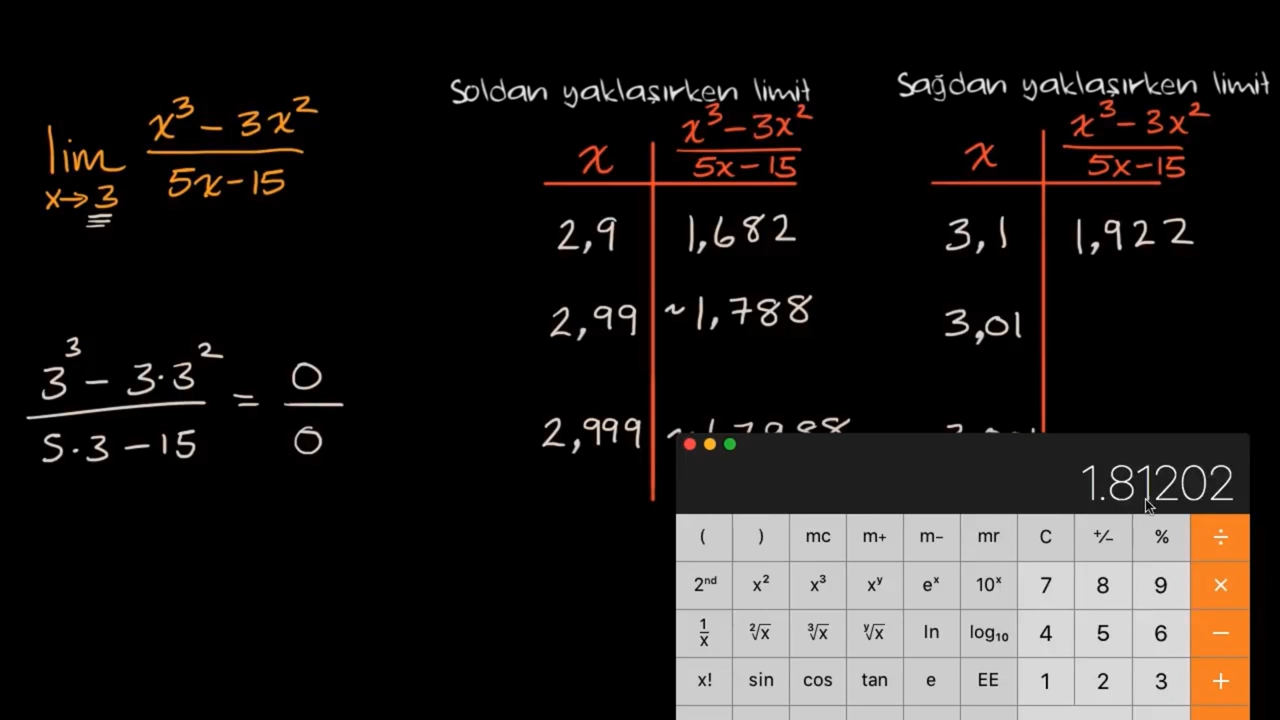 Soldan yaklaşırken limit
Sağdan yaklaşırken limit
lim x→3 x³ − 3x² / 5x − 15
x | x³ − 3x² / 5x − 15
2,9 | 1,682
2,99 | ~1,788
2,999
x | x³ − 3x² / 5x − 15
3,1 | 1,922
3,01
3³ − 3·3² / 5·3 − 15 = 0 / 0
1.81202
( ) mc m+ m− mr C +/− % ÷
2ⁿᵈ x² x³ xʸ eˣ 10ˣ 7 8 9 ×
1/x ²√x ³√x ʸ√x ln log₁₀ 4 5 6 −
x! sin cos tan e EE 1 2 3 +